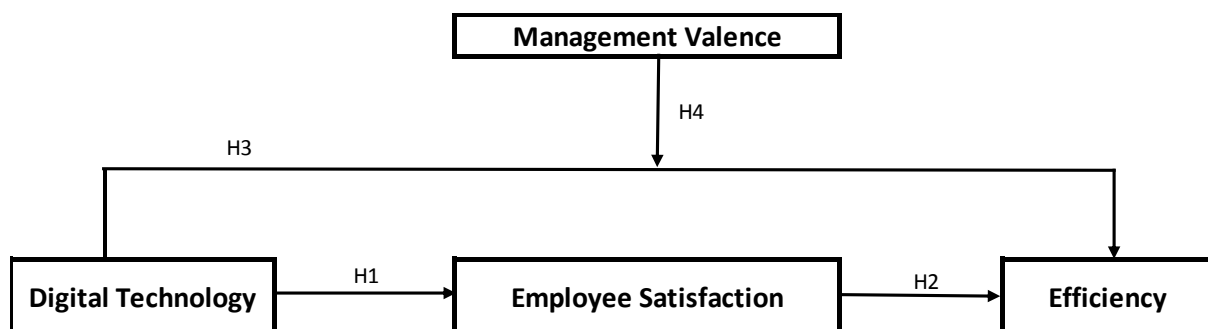 Management Valence
H4
H3
Digital Technology
H1
Employee Satisfaction
H2
Efficiency